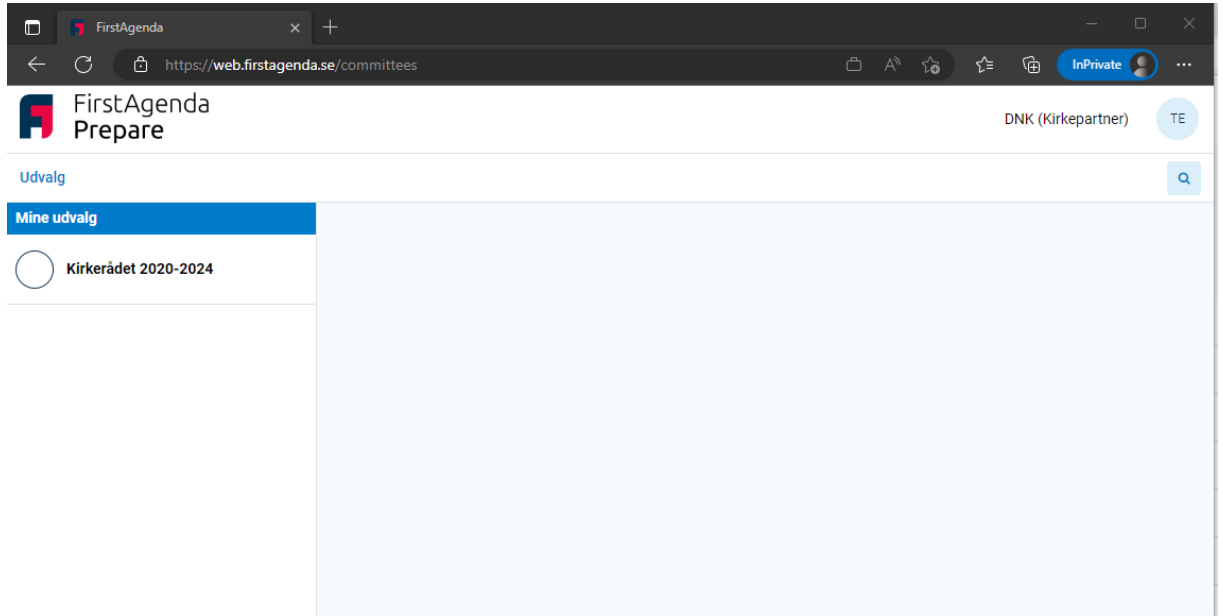 FirstAgenda
https://web.firstagenda.se/committees
InPrivate
FirstAgenda
Prepare
DNK (Kirkepartner)
TE
Udvalg
Mine udvalg
Kirkerådet 2020-2024